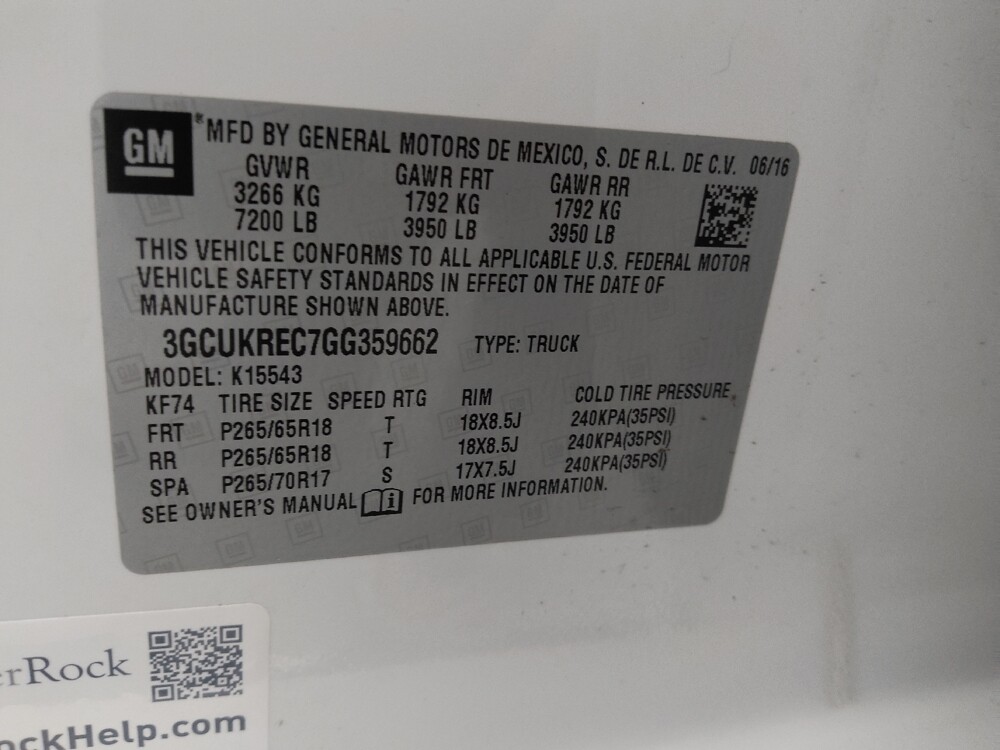 GM
MFD BY GENERAL MOTORS DE MEXICO, S. DE R.L. DE C.V. 06/16
GVWR GAWR FRT GAWR RR
3266 KG 1792 KG 1792 KG
7200 LB 3950 LB 3950 LB
THIS VEHICLE CONFORMS TO ALL APPLICABLE U.S. FEDERAL MOTOR
VEHICLE SAFETY STANDARDS IN EFFECT ON THE DATE OF
MANUFACTURE SHOWN ABOVE.
3GCUKREC7GG359662 TYPE: TRUCK
MODEL: K15543
KF74 TIRE SIZE SPEED RTG RIM COLD TIRE PRESSURE
FRT P265/65R18 T 18X8.5J 240KPA(35PSI)
RR P265/65R18 T 18X8.5J 240KPA(35PSI)
SPA P265/70R17 S 17X7.5J 240KPA(35PSI)
SEE OWNER'S MANUAL i FOR MORE INFORMATION.
erRock
ockHelp.com